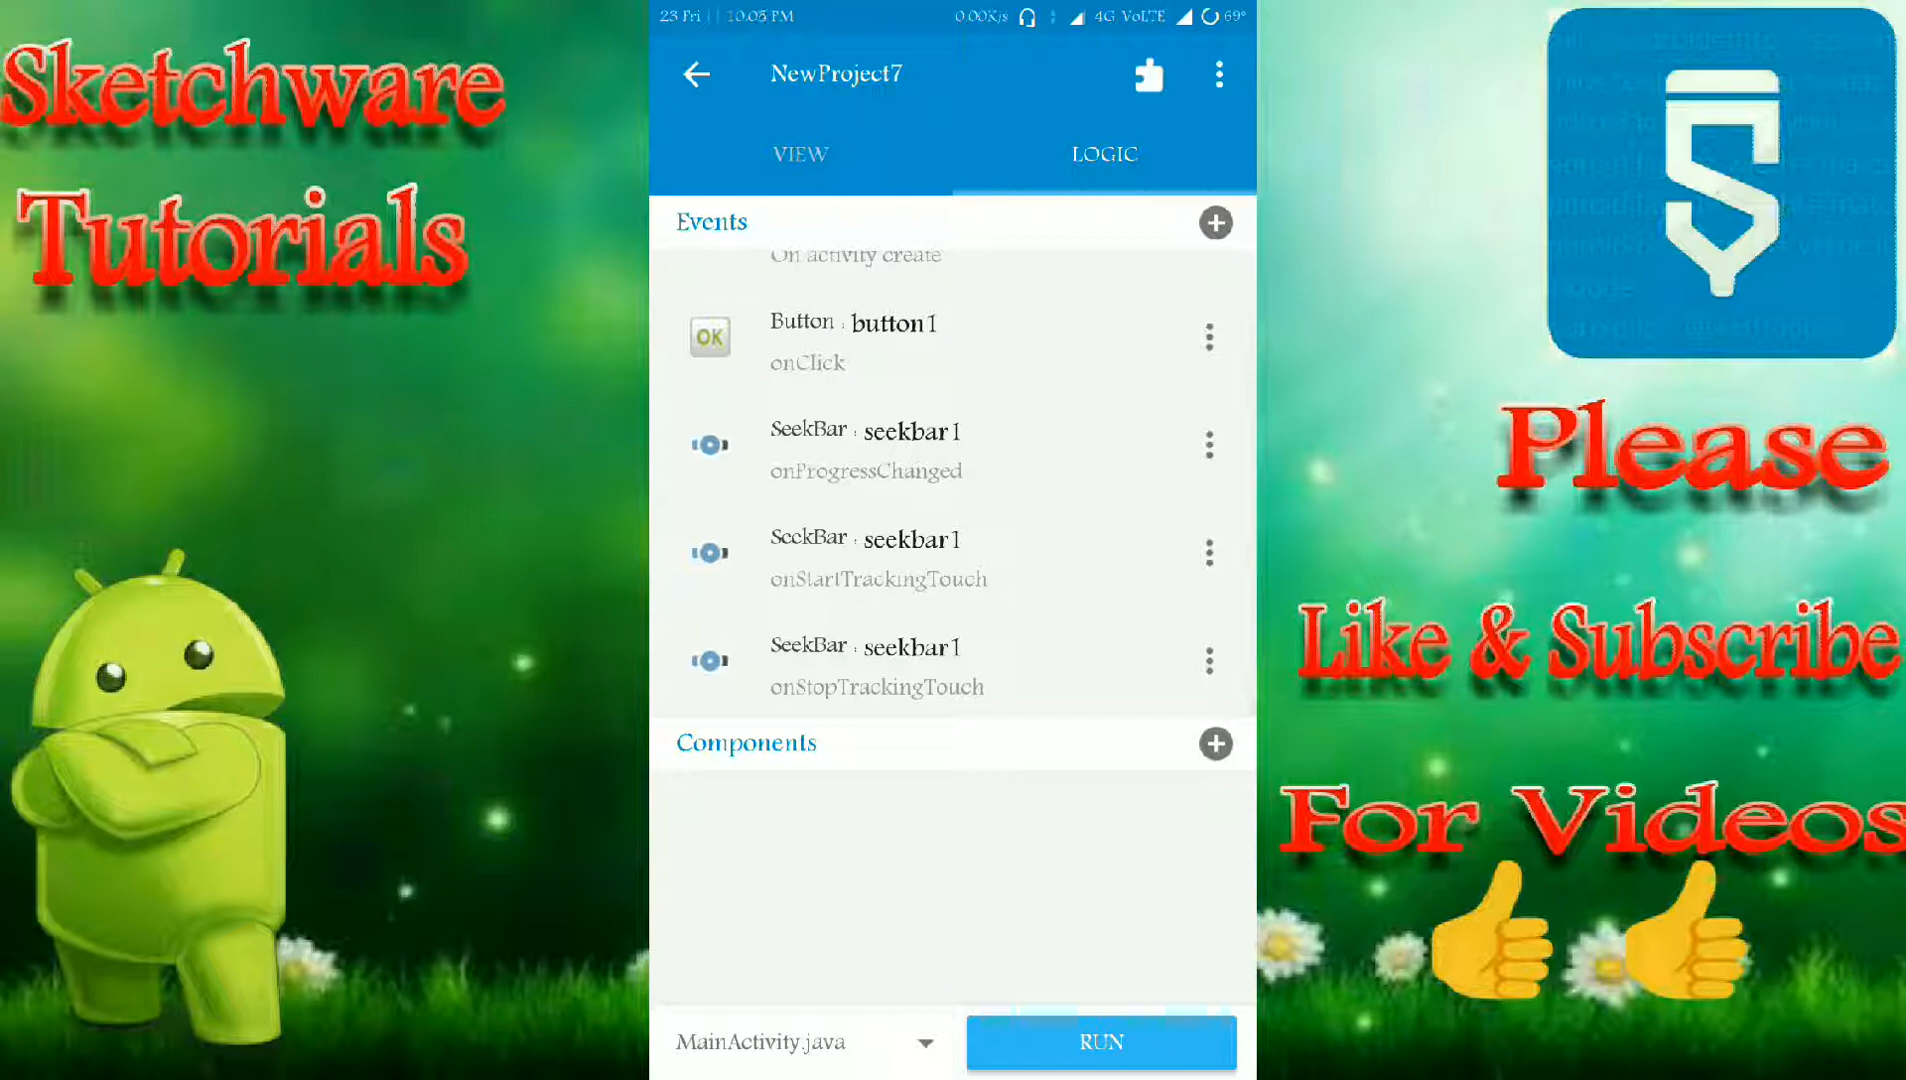 Sketchware
Tutorials
23 Fri 10.03 PM
0.00K/s 4G VoLTE 69°
NewProject7
VIEW
LOGIC
Events
On activity create
Button : button1
onClick
SeekBar : seekbar1
onProgressChanged
SeekBar : seekbar1
onStartTrackingTouch
SeekBar : seekbar1
onStopTrackingTouch
Components
MainActivity.java
RUN
OK
Please
Like & Subscribe
For Videos